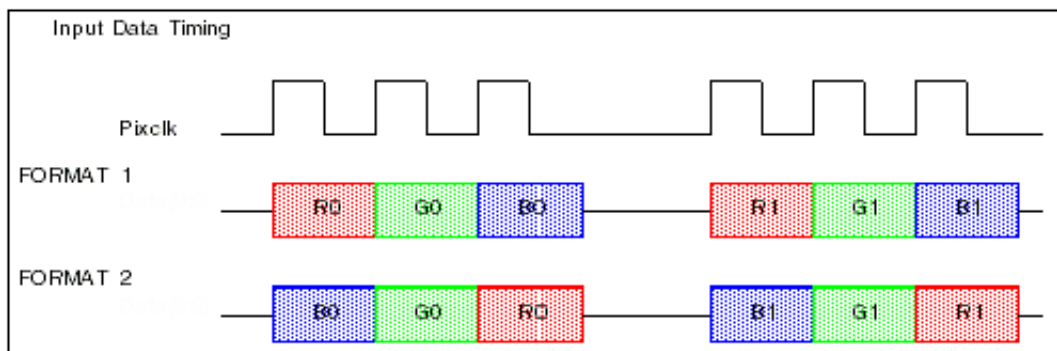 Input Data Timing
Pixclk
FORMAT 1
R0 G0 B0 R1 G1 B1
FORMAT 2
B0 G0 R0 B1 G1 R1